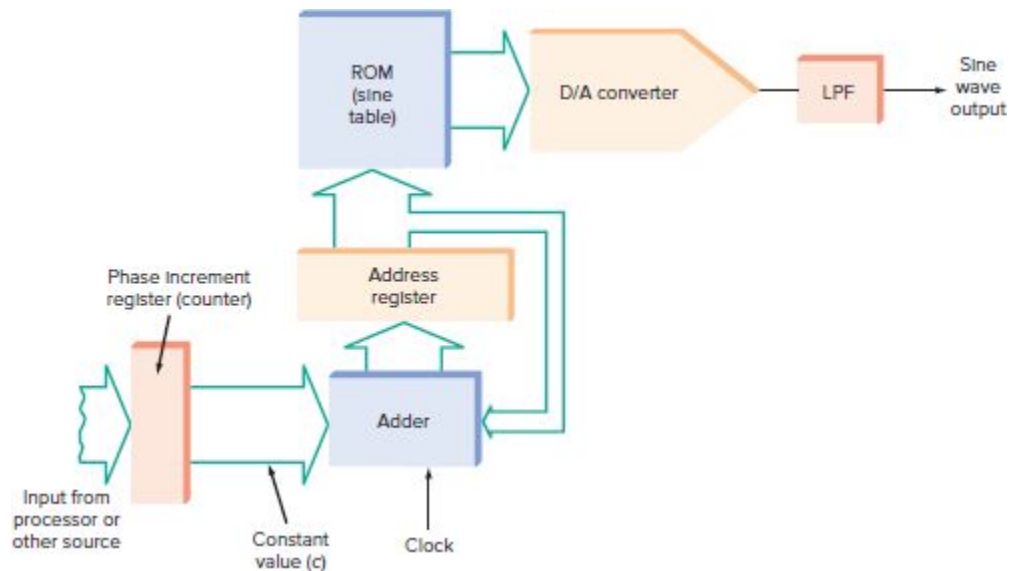 ROM
(sine
table)
D/A converter
LPF
Sine
wave
output
Address
register
Phase increment
register (counter)
Adder
Input from
processor or
other source
Constant
value (c)
Clock